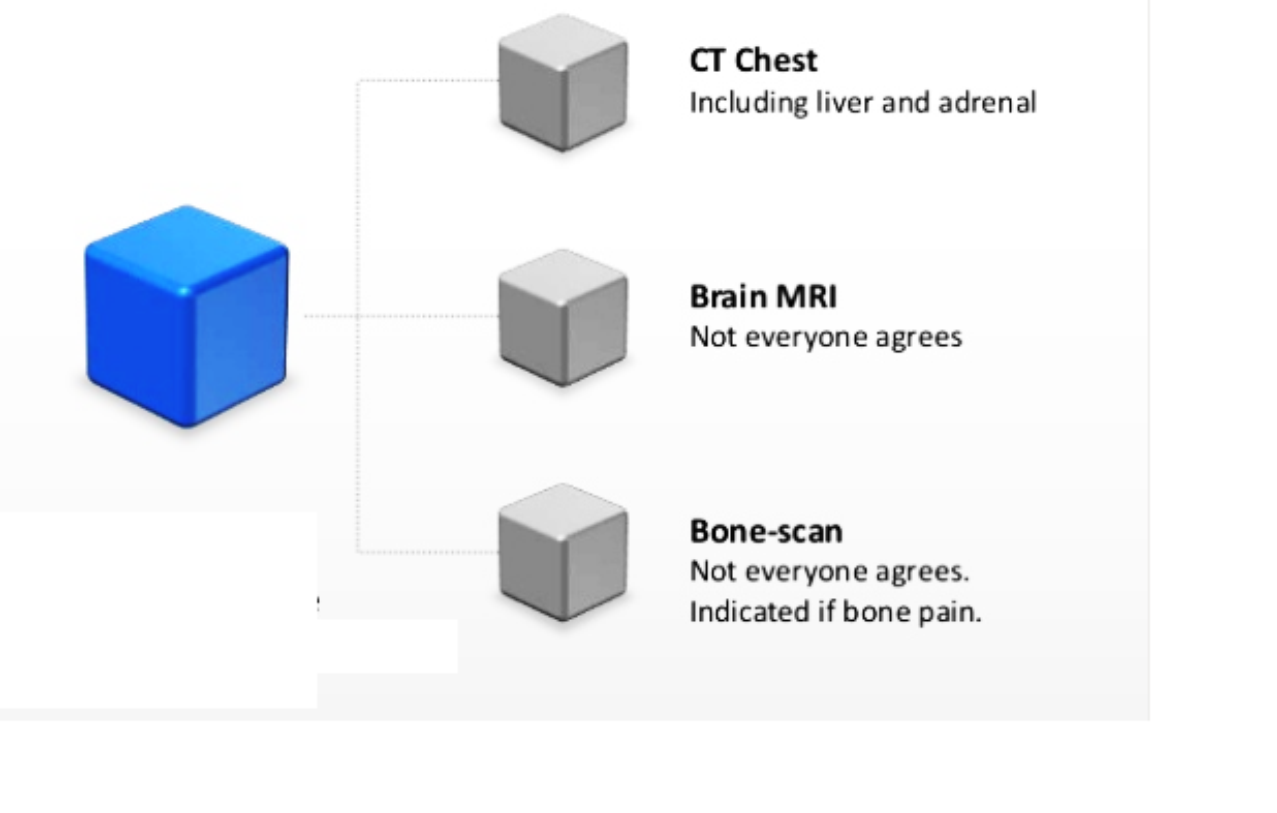 CT Chest
Including liver and adrenal
Brain MRI
Not everyone agrees
Bone-scan
Not everyone agrees.
Indicated if bone pain.